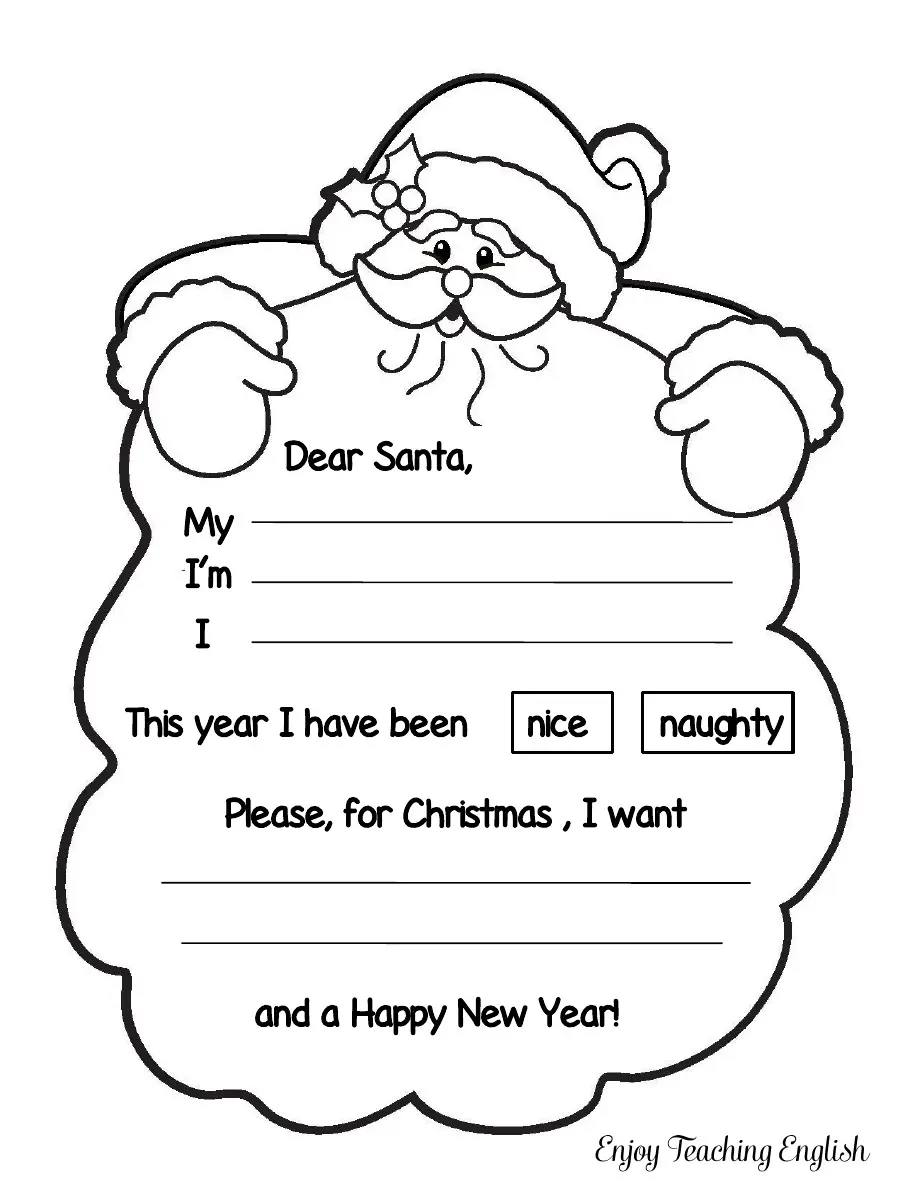 Dear Santa,
My
I'm
I
This year I have been nice naughty
Please, for Christmas , I want
and a Happy New Year!
Enjoy Teaching English